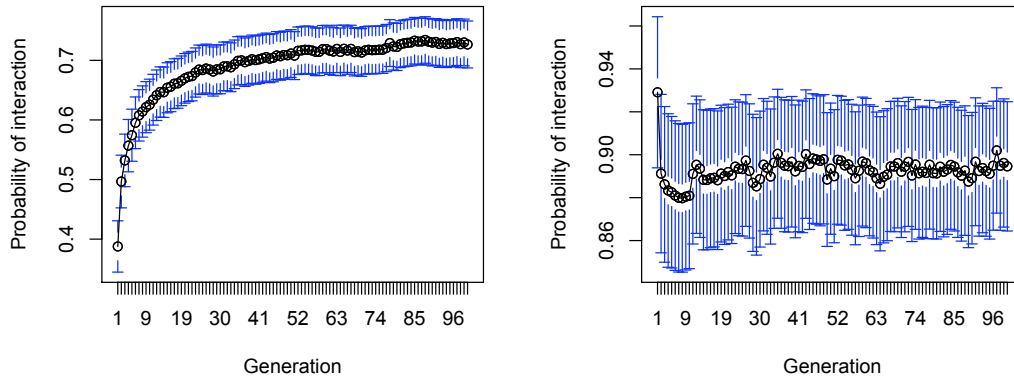 Probability of interaction
0.7
0.6
0.5
0.4
1 9 19 30 41 52 63 74 85 96
Generation
Probability of interaction
0.94
0.90
0.86
1 9 19 30 41 52 63 74 85 96
Generation